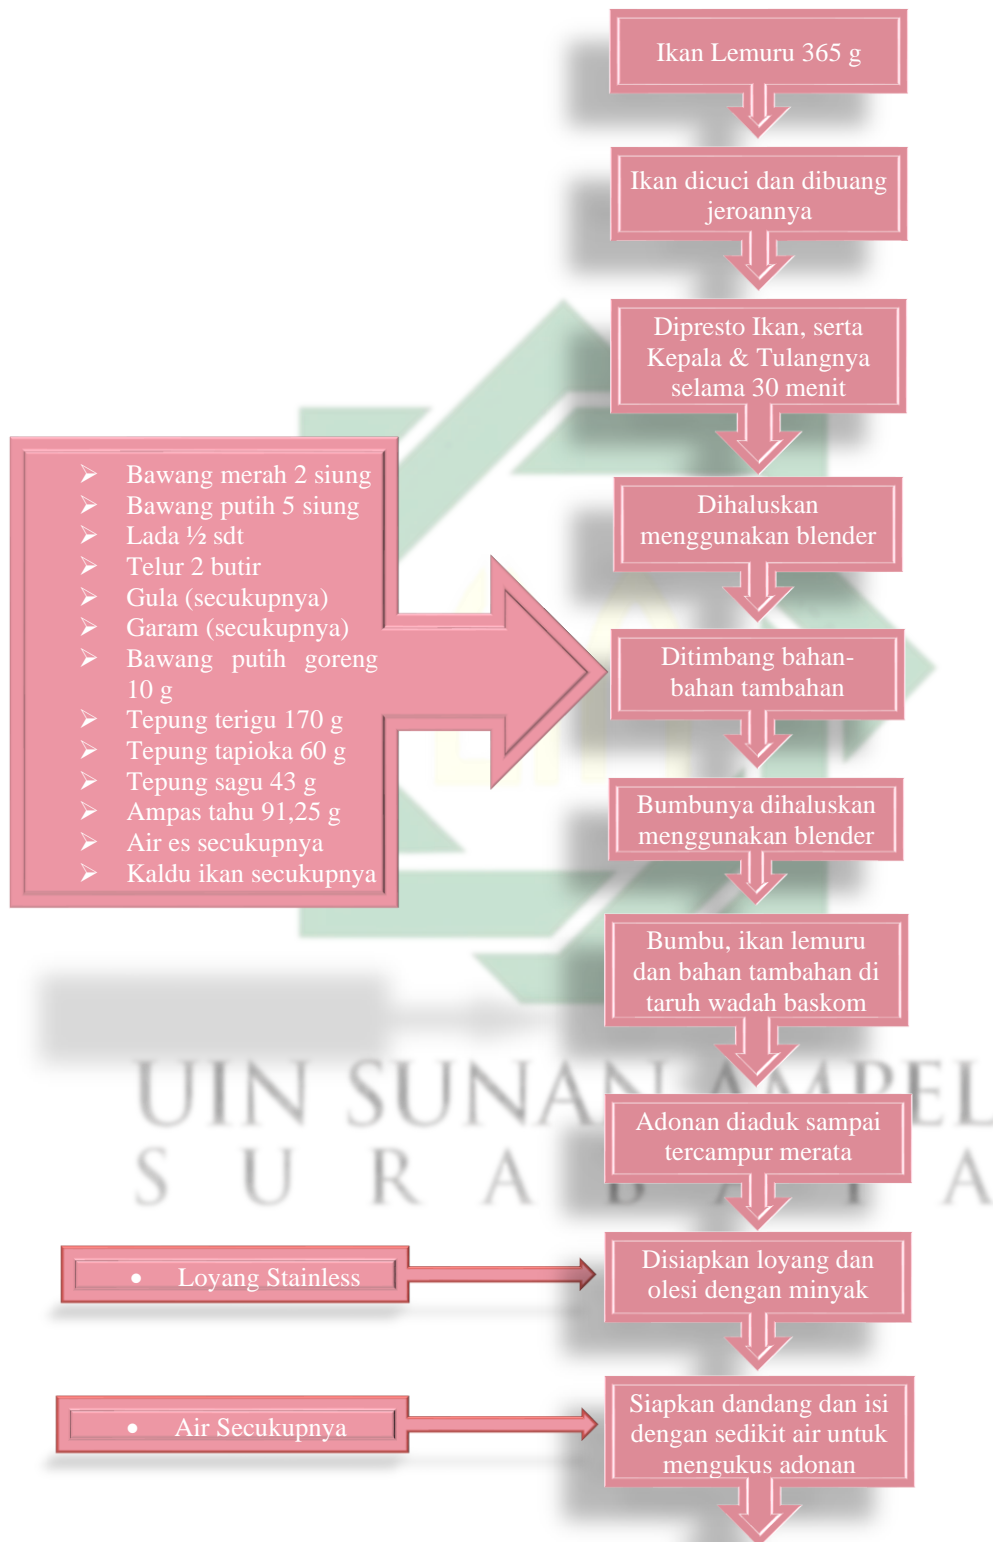 Ikan Lemuru 365 g
Ikan dicuci dan dibuang
jeroannya
Dipresto Ikan, serta
Kepala & Tulangnya
selama 30 menit
Dihaluskan
menggunakan blender
➢ Bawang merah 2 siung
➢ Bawang putih 5 siung
➢ Lada ½ sdt
➢ Telur 2 butir
➢ Gula (secukupnya)
➢ Garam (secukupnya)
➢ Bawang putih goreng
10 g
➢ Tepung terigu 170 g
➢ Tepung tapioka 60 g
➢ Tepung sagu 43 g
➢ Ampas tahu 91,25 g
➢ Air es secukupnya
➢ Kaldu ikan secukupnya
Ditimbang bahan-
bahan tambahan
Bumbunya dihaluskan
menggunakan blender
Bumbu, ikan lemuru
dan bahan tambahan di
taruh wadah baskom
UIN SUNAN AMPEL
S U R A B A Y A
Adonan diaduk sampai
tercampur merata
• Loyang Stainless
Disiapkan loyang dan
olesi dengan minyak
• Air Secukupnya
Siapkan dandang dan isi
dengan sedikit air untuk
mengukus adonan